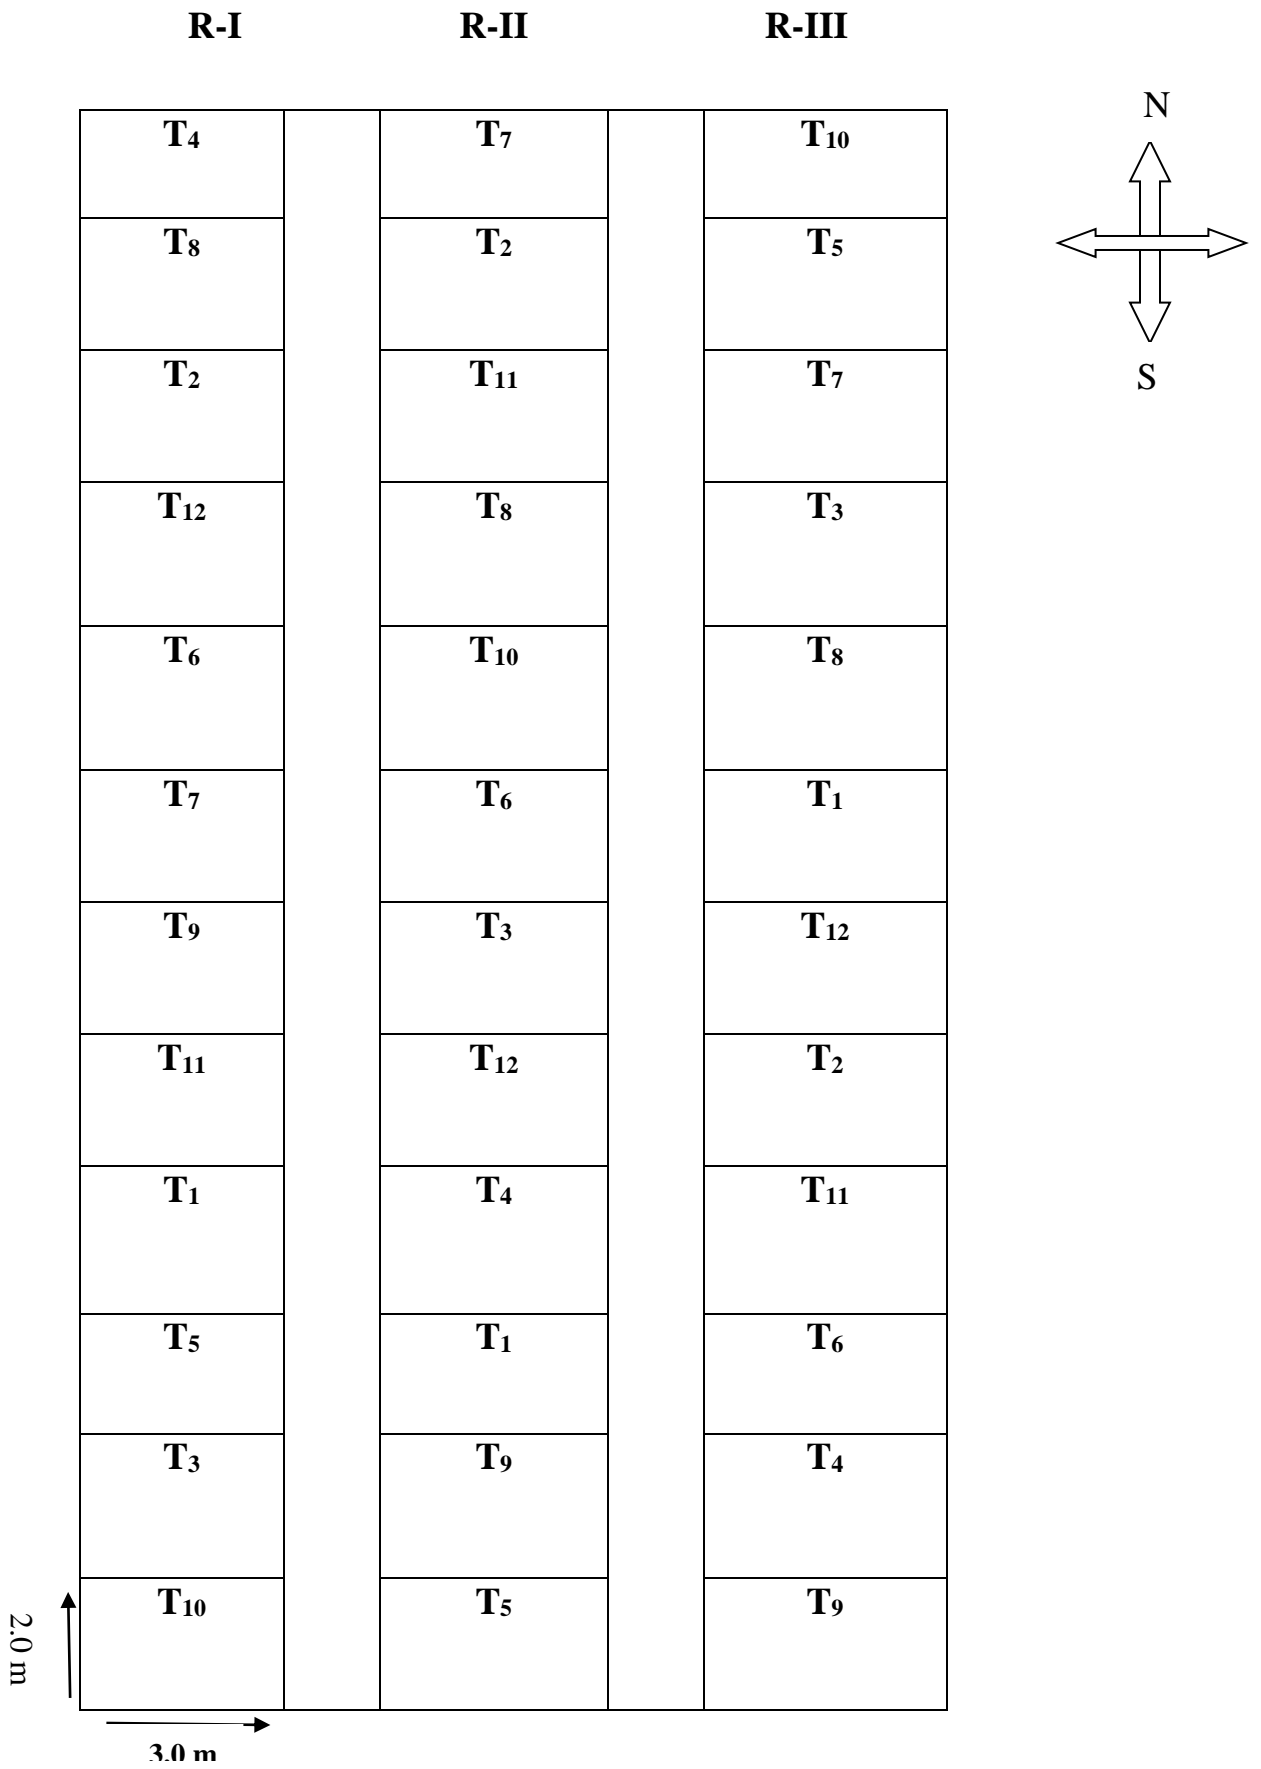 R-I R-II R-III
N
T4 T7 T10
T8 T2 T5
T2 T11 T7
S
T12 T8 T3
T6 T10 T8
T7 T6 T1
T9 T3 T12
T11 T12 T2
T1 T4 T11
T5 T1 T6
T3 T9 T4
T10 T5 T9
2.0 m
3.0 m